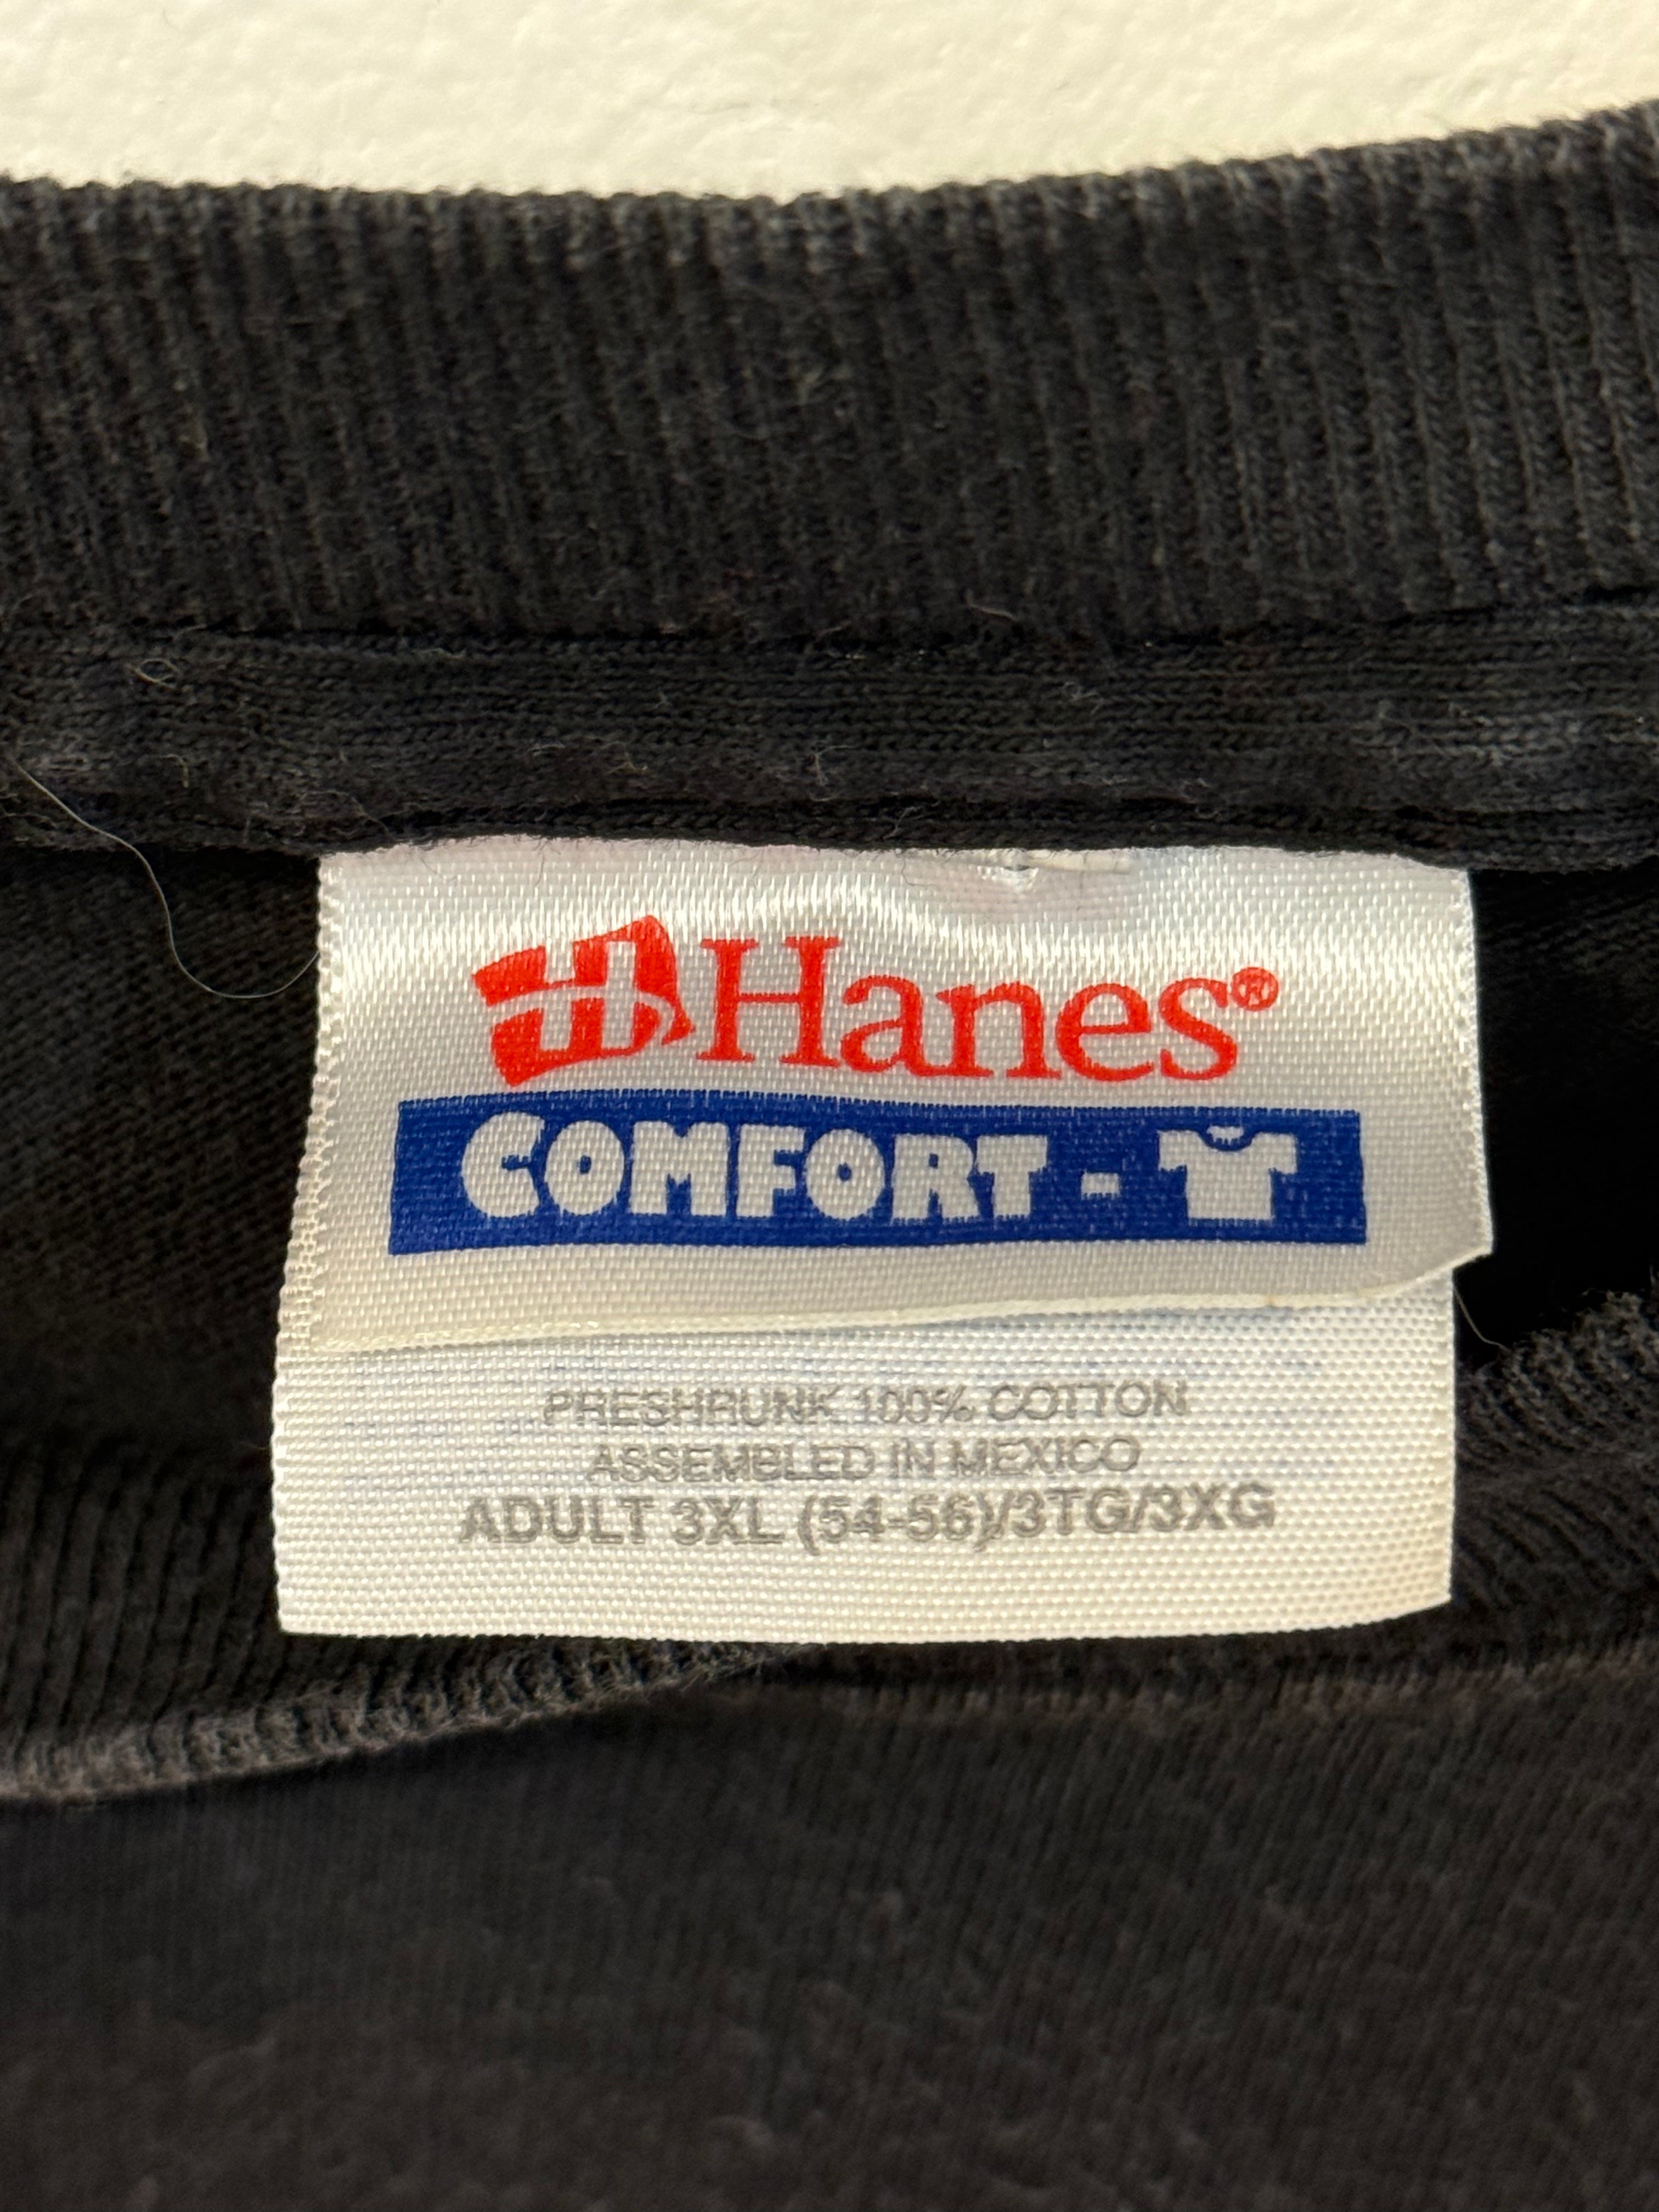 Hanes®
COMFORT -
PRESHRUNK 100% COTTON
ASSEMBLED IN MEXICO
ADULT 3XL (54-56)/3TG/3XG